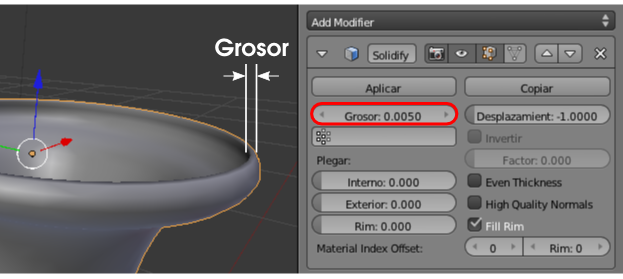 Grosor
Add Modifier
Solidify
Aplicar
Copiar
Grosor: 0.0050
Desplazamient: -1.0000
Invertir
Plegar:
Factor: 0.000
Interno: 0.000
Even Thickness
Exterior: 0.000
High Quality Normals
Rim: 0.000
Fill Rim
Material Index Offset:
0
Rim: 0